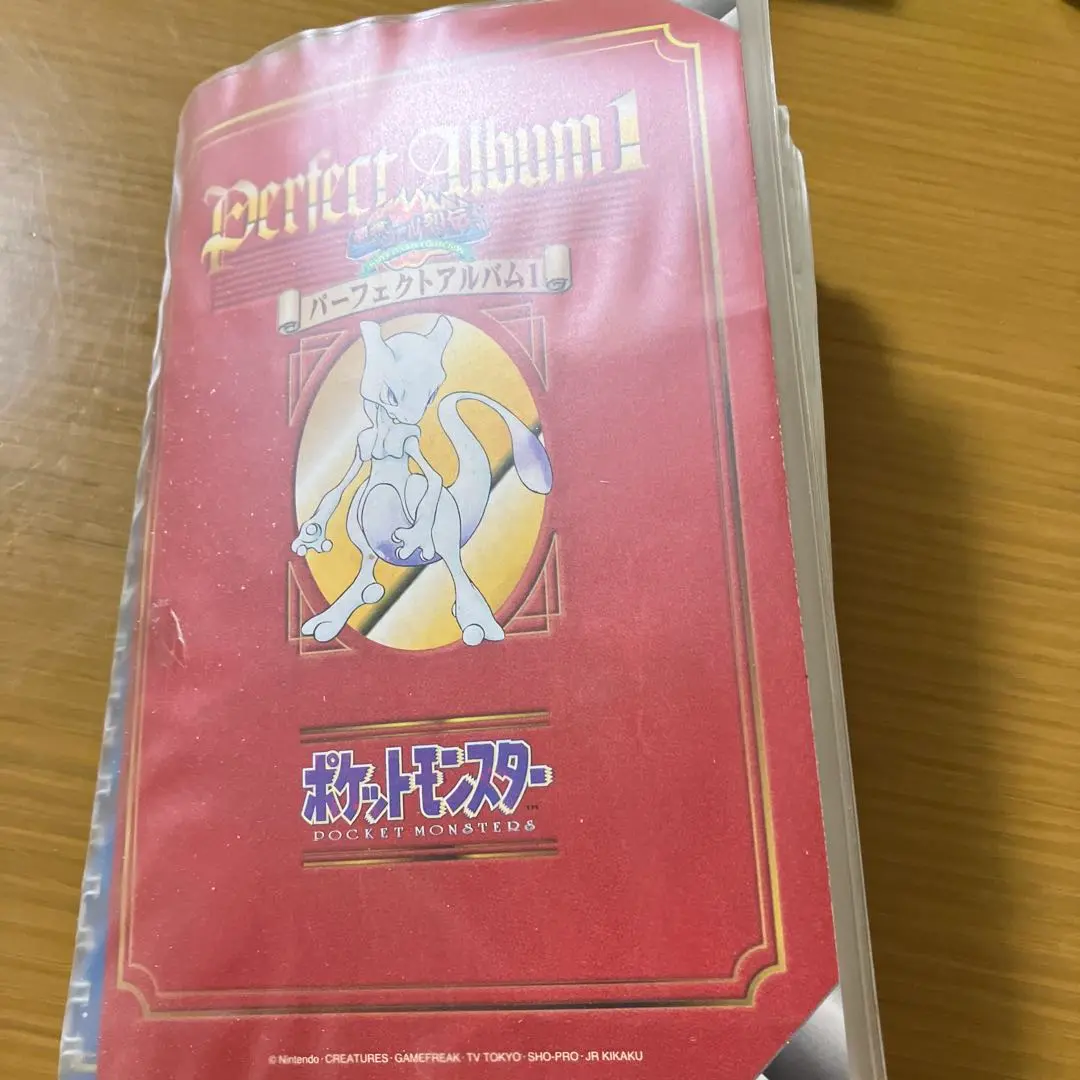 Perfect Album 1
パーフェクトアルバム1
ポケットモンスター
TM
POCKET MONSTERS
© Nintendo・CREATURES・GAMEFREAK・TV TOKYO・SHO-PRO・JR KIKAKU